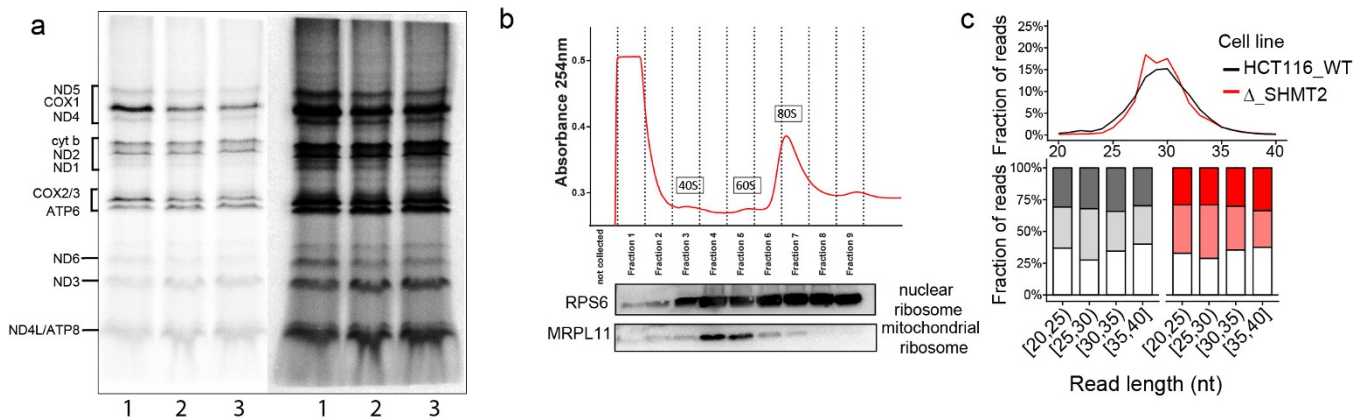 a
ND5
COX1
ND4
cyt b
ND2
ND1
COX2/3
ATP6
ND6
ND3
ND4L/ATP8
1 2 3 1 2 3
b
Absorbance 254nm
0.5
0.4
0.3
40S
60S
80S
not collected
Fraction 1
Fraction 2
Fraction 3
Fraction 4
Fraction 5
Fraction 6
Fraction 7
Fraction 8
Fraction 9
RPS6
nuclear
ribosome
MRPL11
mitochondrial
ribosome
c
Fraction of reads
25%
20%
15%
10%
5%
0%
20 25 30 35 40
Cell line
HCT116_WT
Δ_SHMT2
Fraction of reads
100%
75%
50%
25%
0%
[20,25)
[25,30)
[30,35)
[35,40]
[20,25)
[25,30)
[30,35)
[35,40]
Read length (nt)